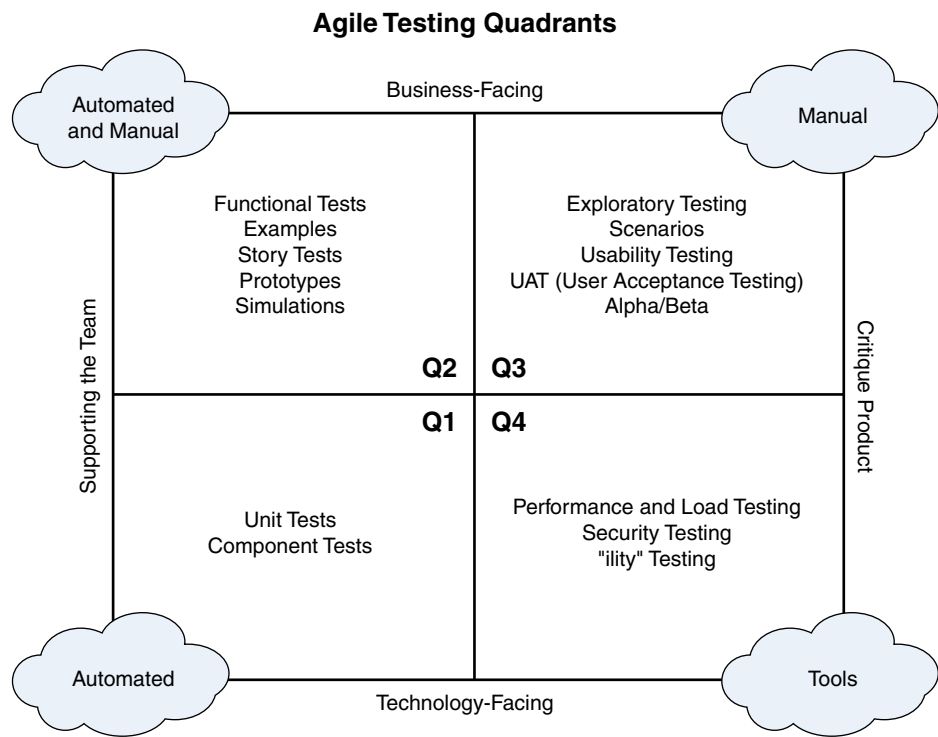 Agile Testing Quadrants
Business-Facing
Automated
and Manual
Manual
Functional Tests
Examples
Story Tests
Prototypes
Simulations
Exploratory Testing
Scenarios
Usability Testing
UAT (User Acceptance Testing)
Alpha/Beta
Supporting the Team
Critique Product
Q2
Q3
Q1
Q4
Unit Tests
Component Tests
Performance and Load Testing
Security Testing
"ility" Testing
Automated
Tools
Technology-Facing